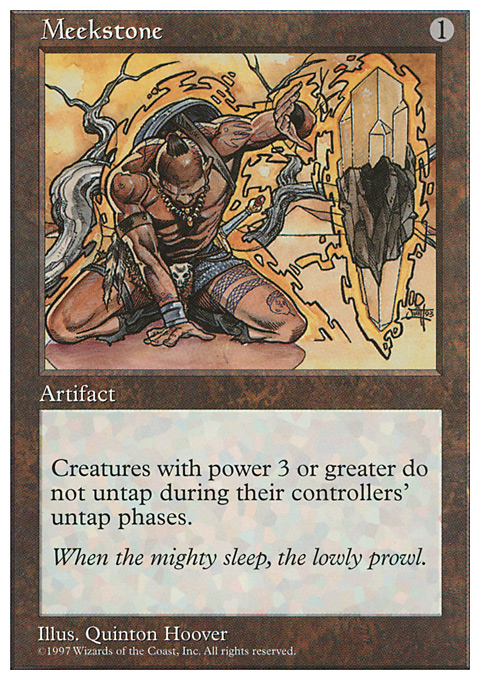 Meekstone 1
Artifact
Creatures with power 3 or greater do
not untap during their controllers'
untap phases.
When the mighty sleep, the lowly prowl.
Illus. Quinton Hoover
©1997 Wizards of the Coast, Inc. All rights reserved.